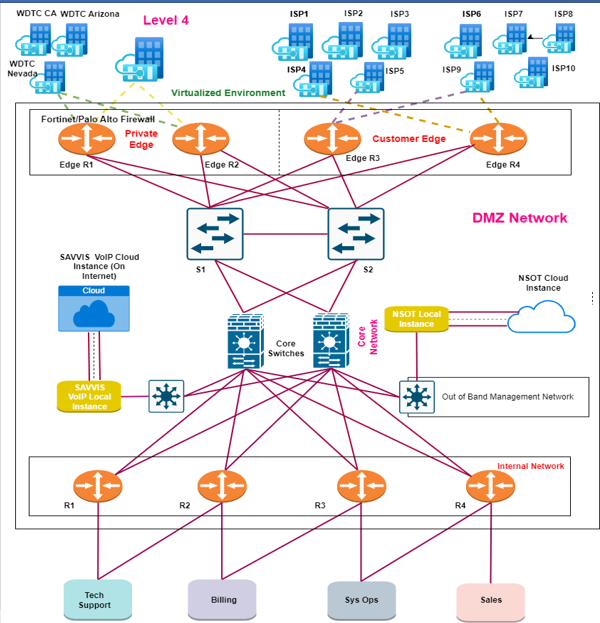 WDTC CA
WDTC Arizona
Level 4
ISP1
ISP2
ISP3
ISP6
ISP7
ISP8
WDTC
Nevada
ISP4
ISP5
ISP9
ISP10
Virtualized Environment
Fortinet/Palo Alto Firewall
Private
Edge
Customer Edge
Edge R1
Edge R2
Edge R3
Edge R4
DMZ Network
S1
S2
SAVVIS VoIP Cloud
Instance (On
Internet)
Cloud
NSOT Cloud
Instance
NSOT Local
Instance
Core
Switches
Core
Network
SAVVIS
VoIP Local
Instance
Out of Band Management Network
Internal Network
R1
R2
R3
R4
Tech
Support
Billing
Sys Ops
Sales